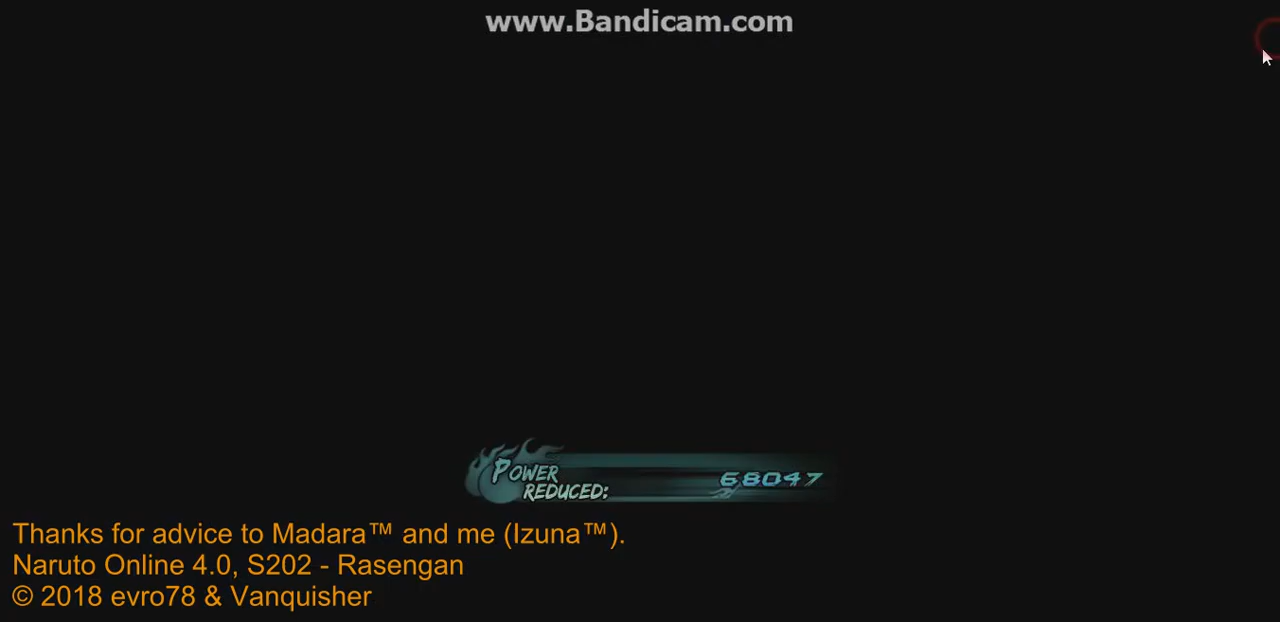 www.Bandicam.com
POWER
REDUCED: 68047
Thanks for advice to Madara™ and me (Izuna™).
Naruto Online 4.0, S202 - Rasengan
© 2018 evro78 & Vanquisher